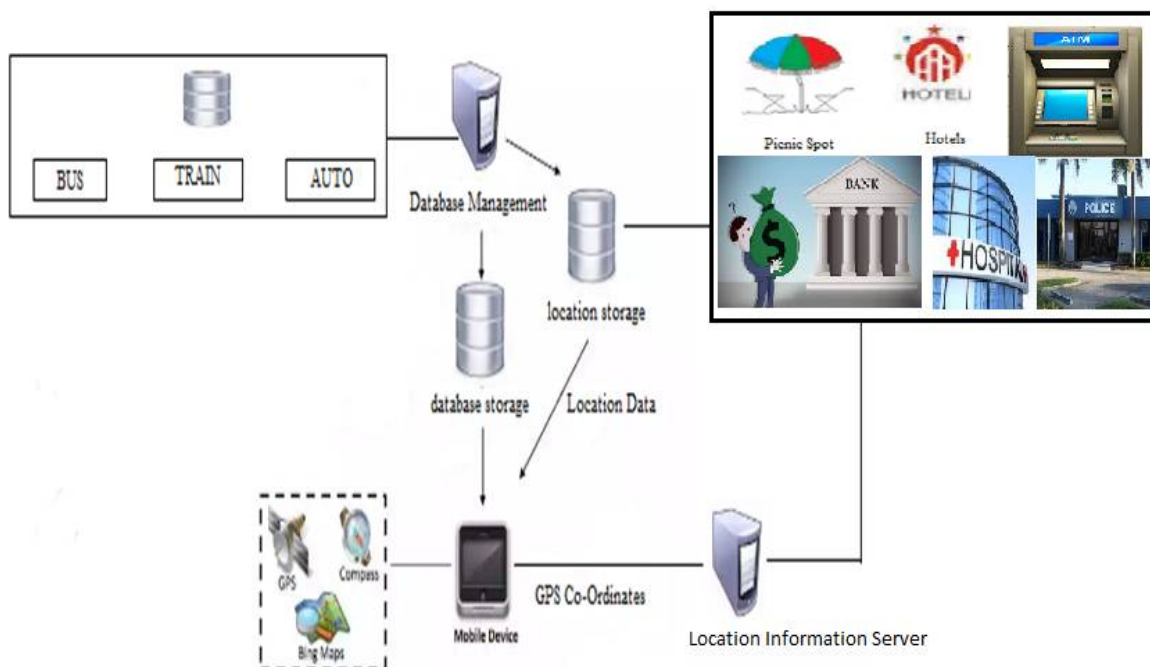 ATM
HOTEL
Picnic Spot
Hotels
BUS
TRAIN
AUTO
Database Management
BANK
?
$
POLICE
HOSPITA
location storage
database storage
Location Data
GPS
Compass
Bing Maps
Mobile Device
GPS Co-Ordinates
Location Information Server